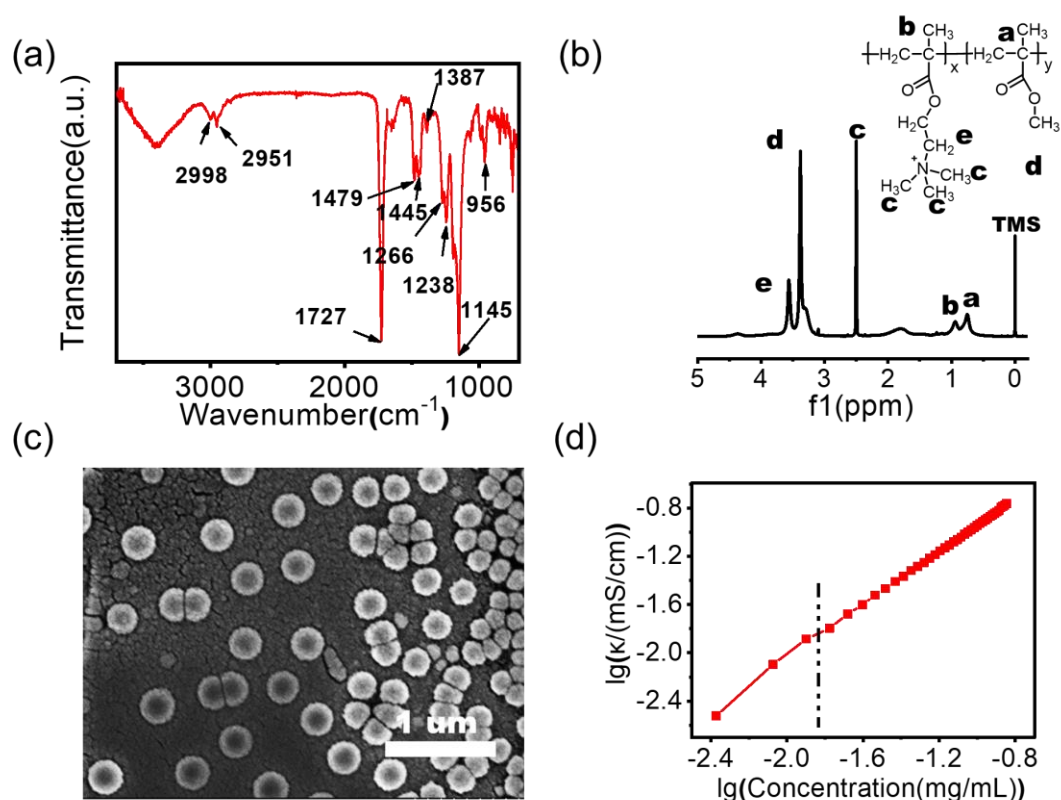 (a)
Transmittance(a.u.)
1387
2998
2951
1479
1445
956
1266
1238
1727
1145
3000
2000
1000
Wavenumber(cm⁻¹)
(b)
b
CH₃
a
CH₃
H₂C
x
H₂C
y
O
O
O
O
H₂C
CH₃
CH₂
e
d
c
N
+
CH₃
c
H₃C
CH₃
d
c
c
TMS
e
b
a
5
4
3
2
1
0
f1(ppm)
(c)
1 um
(d)
lg(κ/(mS/cm))
-0.8
-1.2
-1.6
-2.0
-2.4
-2.4
-2.0
-1.6
-1.2
-0.8
lg(Concentration(mg/mL))